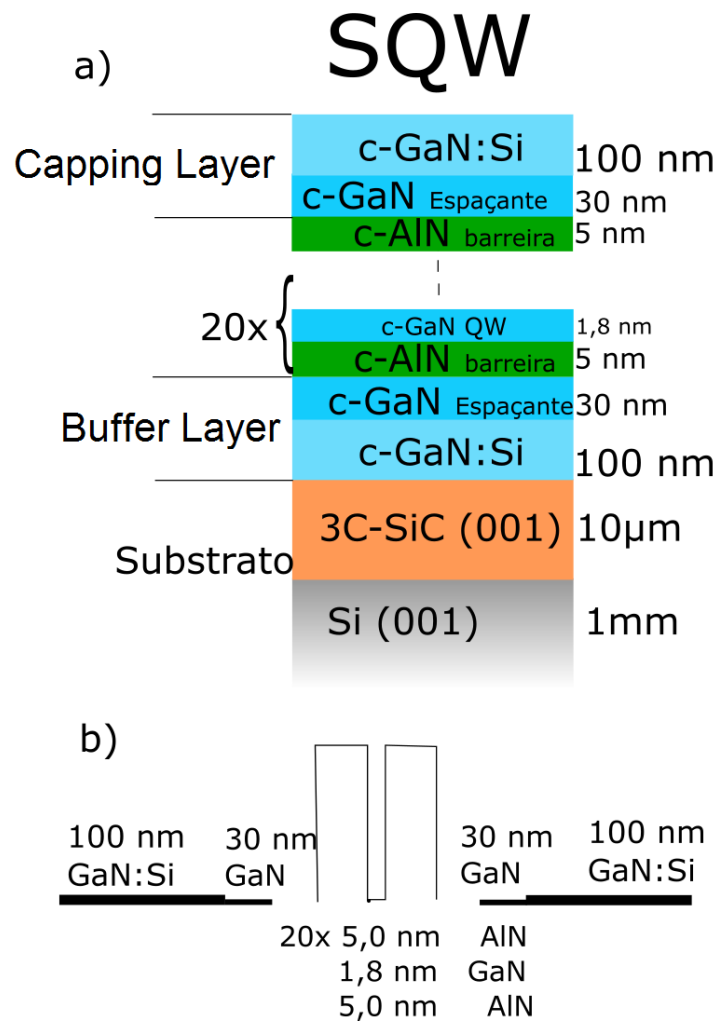 SQW
a)
c-GaN:Si 100 nm
Capping Layer
c-GaN Espaçante 30 nm
c-AlN barreira 5 nm
20x
c-GaN QW 1,8 nm
c-AlN barreira 5 nm
c-GaN Espaçante 30 nm
Buffer Layer
c-GaN:Si 100 nm
3C-SiC (001) 10μm
Substrato
Si (001) 1mm
b)
100 nm 30 nm 30 nm 100 nm
GaN:Si GaN GaN GaN:Si
20x 5,0 nm AlN
1,8 nm GaN
5,0 nm AlN